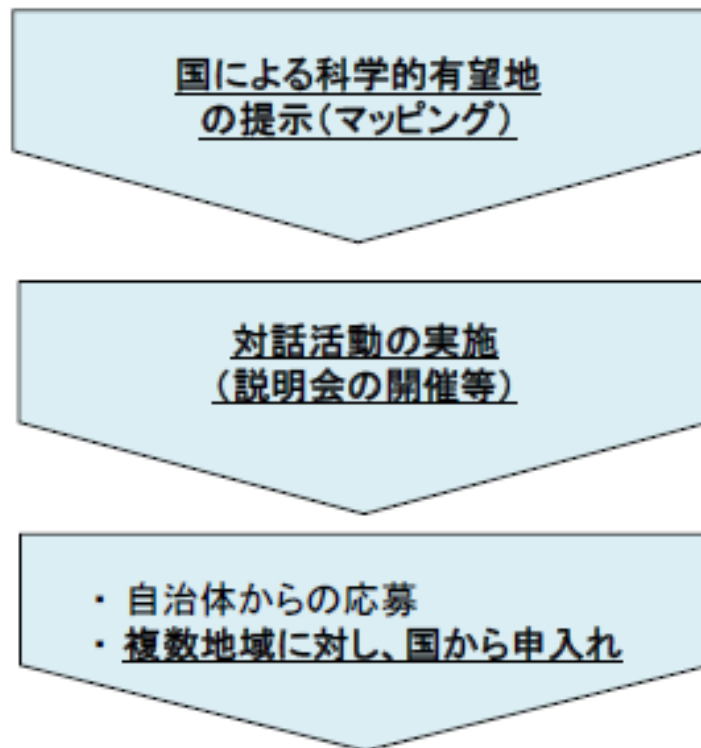 国による科学的有望地
の提示(マッピング)
対話活動の実施
(説明会の開催等)
・ 自治体からの応募
・ 複数地域に対し、国から申入れ